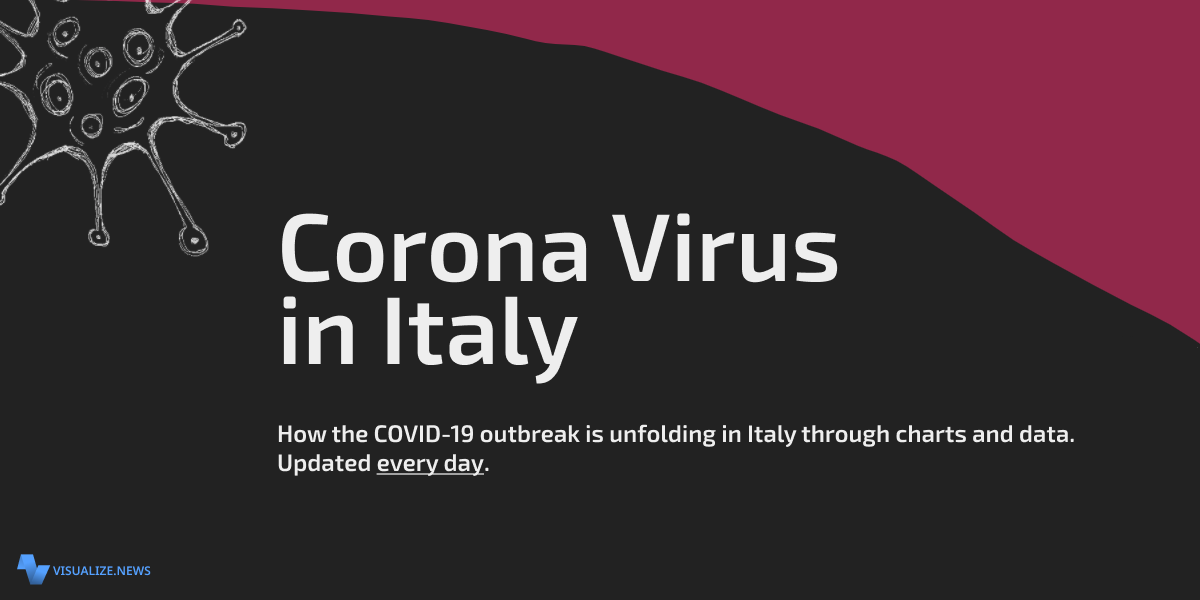 Corona Virus
in Italy
How the COVID-19 outbreak is unfolding in Italy through charts and data.
Updated every day.
VISUALIZE.NEWS